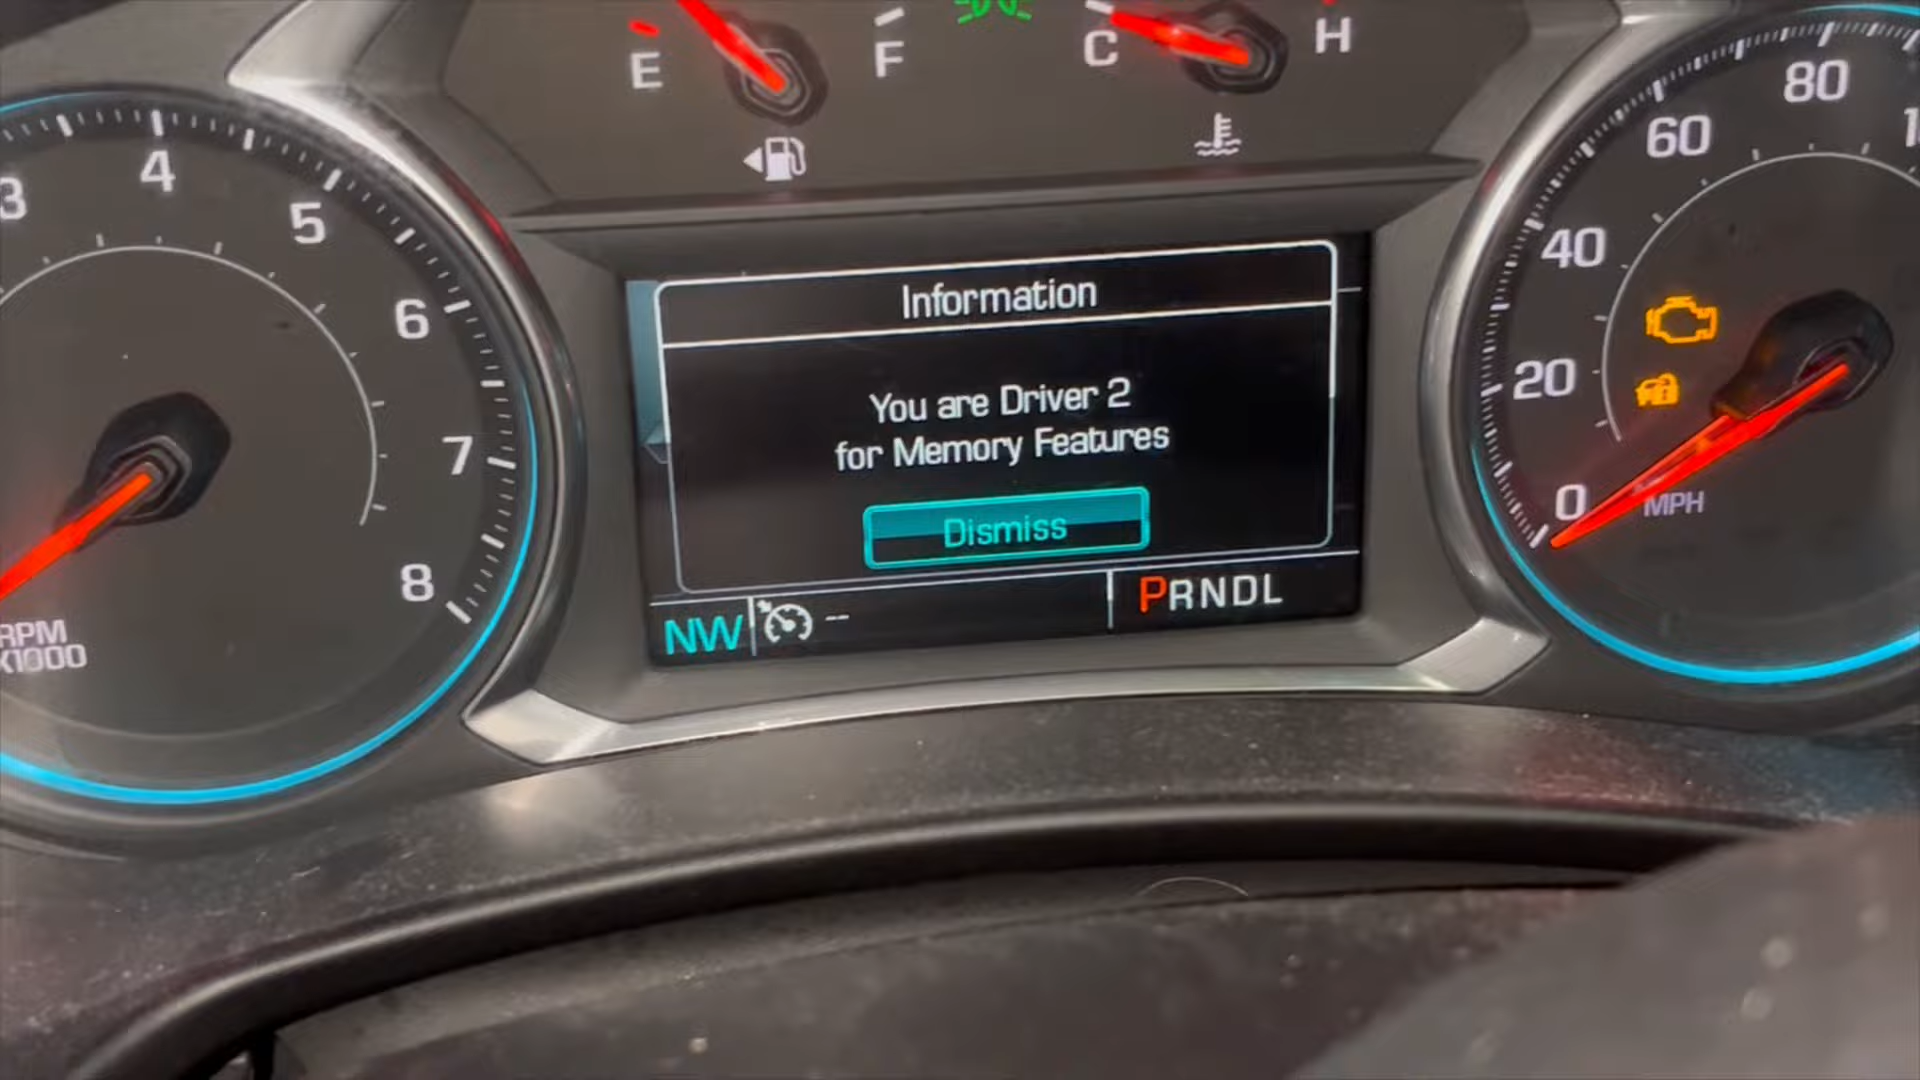 E
F
C
H
3
4
5
6
7
8
RPM
X1000
Information
You are Driver 2
for Memory Features
Dismiss
NW
--
PRNDL
0
20
40
60
80
MPH